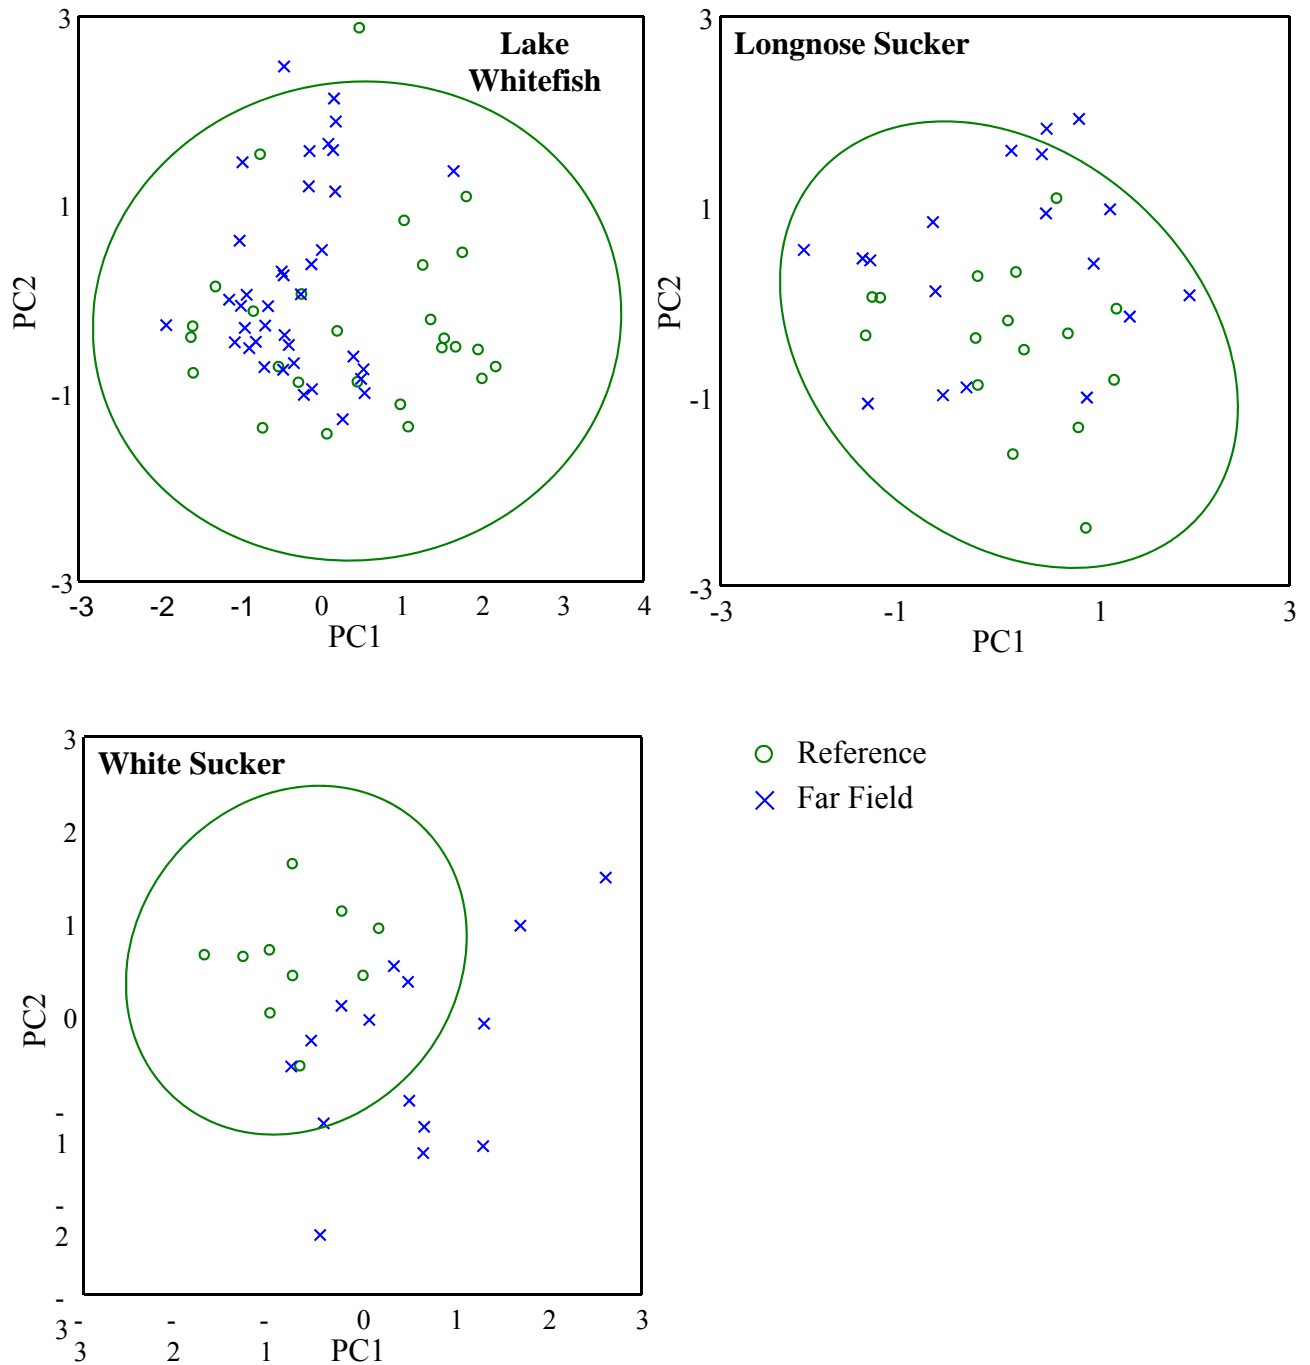 3
Lake
Whitefish
1
PC2
-1
-3
-3 -2 -1 0 1 2 3 4
PC1
3
Longnose Sucker
1
PC2
-1
-3
-3 -1 1 3
PC1
3
White Sucker
2
1
PC2
0
-
1
-
2
-
3
- - - 0 1 2 3
3 2 1
PC1
Reference
Far Field